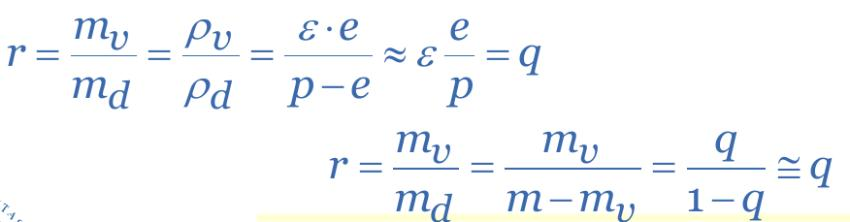 r = m_v / m_d = ρ_v / ρ_d = ε · e / (p − e) ≈ ε e / p = q
r = m_v / m_d = m_v / (m − m_v) = q / (1 − q) ≅ q